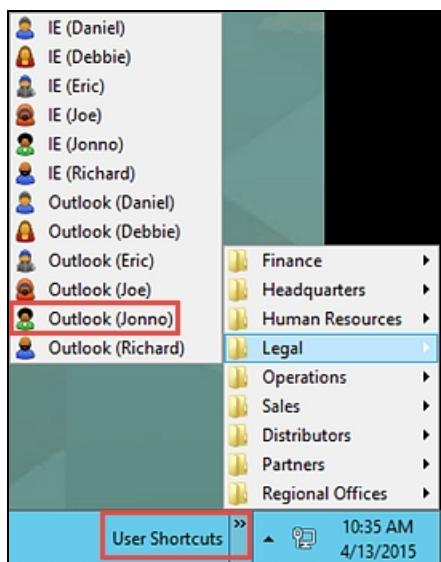 IE (Daniel)
IE (Debbie)
IE (Eric)
IE (Joe)
IE (Jonno)
IE (Richard)
Outlook (Daniel)
Outlook (Debbie)
Outlook (Eric)
Outlook (Joe)
Outlook (Jonno)
Outlook (Richard)
Finance
Headquarters
Human Resources
Legal
Operations
Sales
Distributors
Partners
Regional Offices
User Shortcuts »
10:35 AM
4/13/2015